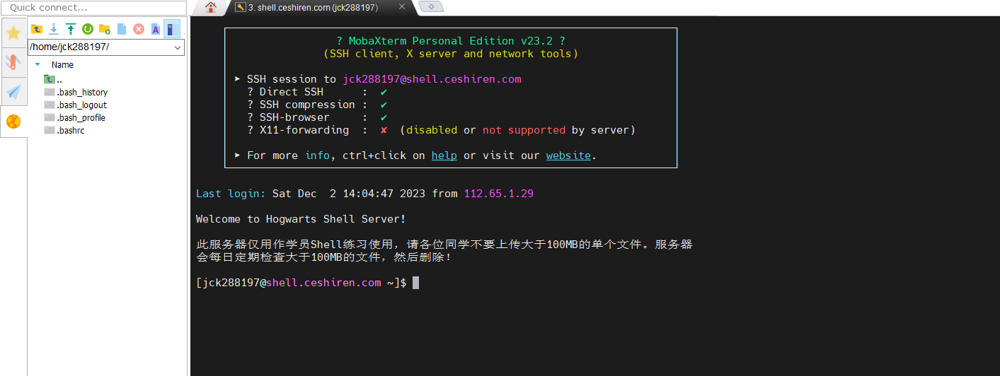 Quick connect...
3. shell.ceshiren.com (jck288197)
/home/jck288197/
Name
..
.bash_history
.bash_logout
.bash_profile
.bashrc
? MobaXterm Personal Edition v23.2 ?
(SSH client, X server and network tools)
➤ SSH session to jck288197@shell.ceshiren.com
? Direct SSH : ✔
? SSH compression : ✔
? SSH-browser : ✔
? X11-forwarding : ✘ (disabled or not supported by server)
➤ For more info, ctrl+click on help or visit our website.
Last login: Sat Dec  2 14:04:47 2023 from 112.65.1.29
Welcome to Hogwarts Shell Server!
此服务器仅用作学员Shell练习使用，请各位同学不要上传大于100MB的单个文件。服务器
会每日定期检查大于100MB的文件，然后删除！
[jck288197@shell.ceshiren.com ~]$